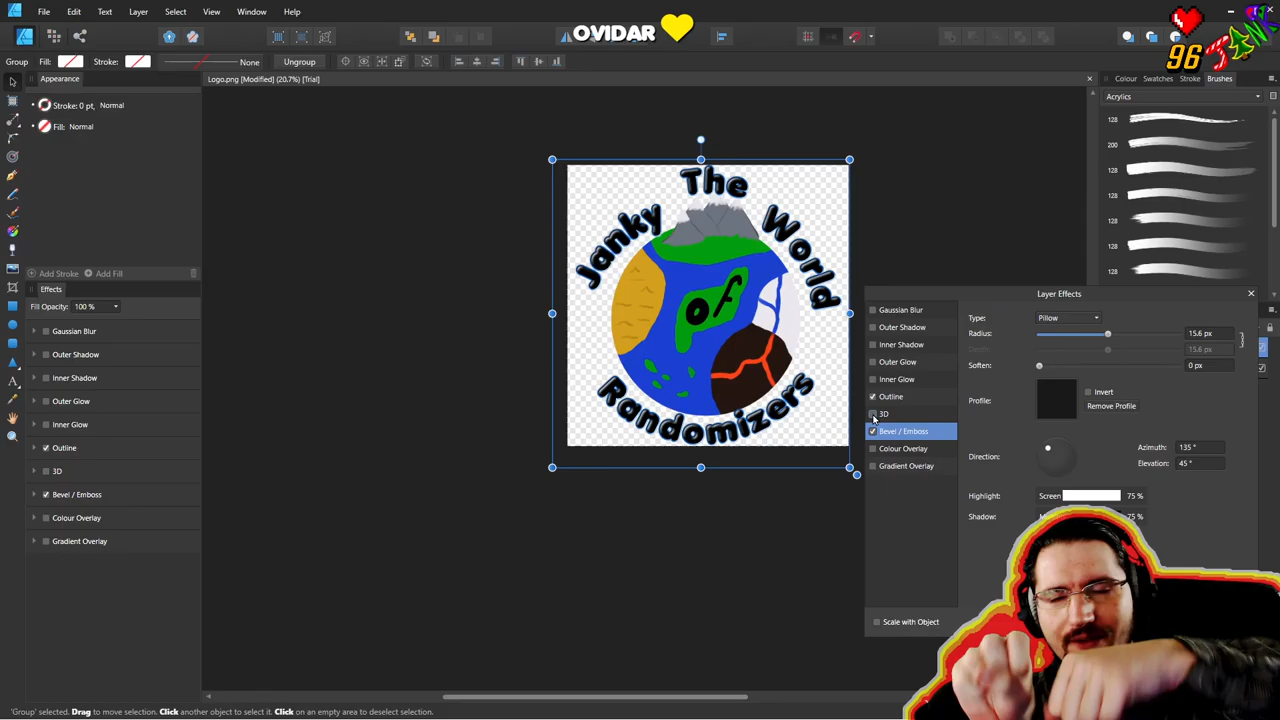 File Edit Text Layer Select View Window Help
OVIDAR
96
Group Fill: Stroke: None Ungroup
Appearance
Logo.png [Modified] (20.7%) [Trial]
Colour Swatches Stroke Brushes
Stroke: 0 pt, Normal
Fill: Normal
Acrylics
128
200
128
128
128
128
Add Stroke Add Fill
Effects
Fill Opacity: 100 %
Gaussian Blur
Outer Shadow
Inner Shadow
Outer Glow
Inner Glow
Outline
3D
Bevel / Emboss
Colour Overlay
Gradient Overlay
The
Janky
World
of
Randomizers
Layer Effects
Gaussian Blur
Outer Shadow
Inner Shadow
Outer Glow
Inner Glow
Outline
3D
Bevel / Emboss
Colour Overlay
Gradient Overlay
Scale with Object
Type: Pillow
Radius: 15.6 px
Depth: 15.6 px
Soften: 0 px
Profile: Invert
Remove Profile
Direction: Azimuth: 135 °
Elevation: 45 °
Highlight: Screen 75 %
Shadow: 75 %
'Group' selected. Drag to move selection. Click another object to select it. Click on an empty area to deselect selection.